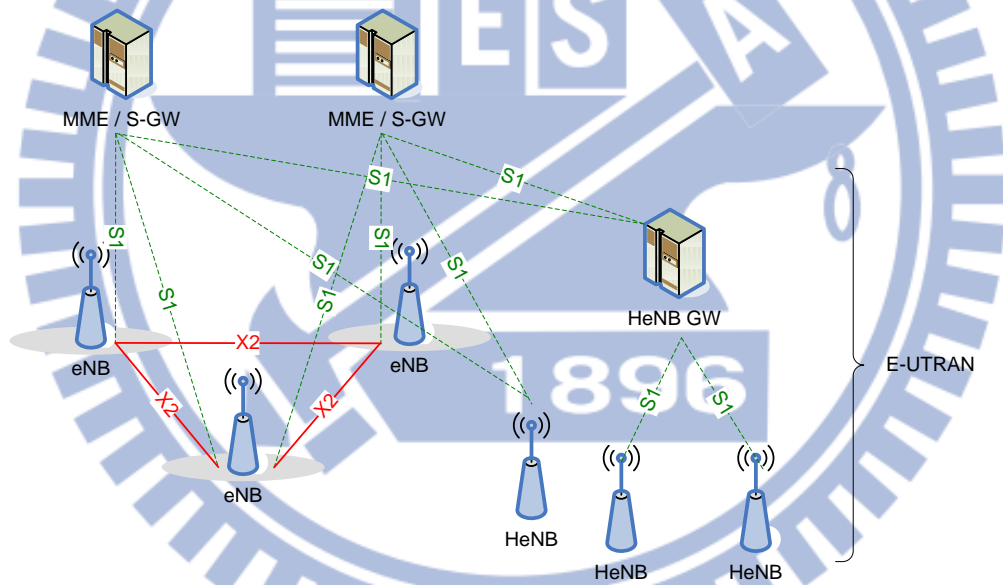 ES A
MME / S-GW
MME / S-GW
S1
S1
S1
S1
S1
S1
S1
S1
HeNB GW
eNB
X2
eNB
E-UTRAN
1896
X2
X2
S1
S1
eNB
HeNB
HeNB
HeNB